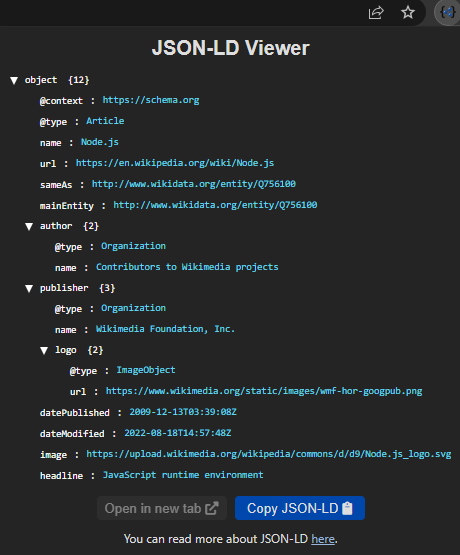 JSON-LD Viewer
▼ object {12}
@context : https://schema.org
@type : Article
name : Node.js
url : https://en.wikipedia.org/wiki/Node.js
sameAs : http://www.wikidata.org/entity/Q756100
mainEntity : http://www.wikidata.org/entity/Q756100
▼ author {2}
@type : Organization
name : Contributors to Wikimedia projects
▼ publisher {3}
@type : Organization
name : Wikimedia Foundation, Inc.
▼ logo {2}
@type : ImageObject
url : https://www.wikimedia.org/static/images/wmf-hor-googpub.png
datePublished : 2009-12-13T03:39:08Z
dateModified : 2022-08-18T14:57:48Z
image : https://upload.wikimedia.org/wikipedia/commons/d/d9/Node.js_logo.svg
headline : JavaScript runtime environment
Open in new tab Copy JSON-LD
You can read more about JSON-LD here.